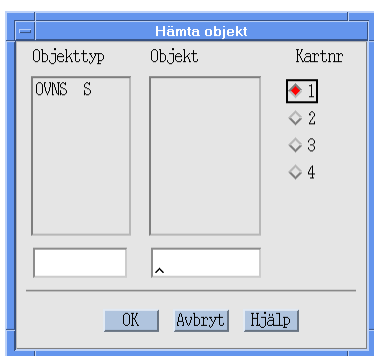 Hämta objekt
Objekttyp Objekt Kartnr
OVNS S
1
2
3
4
OK Avbryt Hjälp